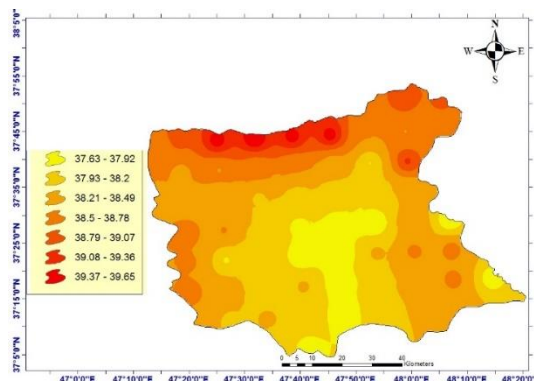 38°5'0"N
N
W E
S
37°55'0"N
37°45'0"N
37.63 - 37.92
37.93 - 38.2
38.21 - 38.49
38.5 - 38.78
38.79 - 39.07
39.08 - 39.36
39.37 - 39.65
37°35'0"N
37°25'0"N
37°15'0"N
37°5'0"N
0 5 10 20 30 40
Kilometers
47°0'0"E 47°10'0"E 47°20'0"E 47°30'0"E 47°40'0"E 47°50'0"E 48°0'0"E 48°10'0"E 48°20'0"E